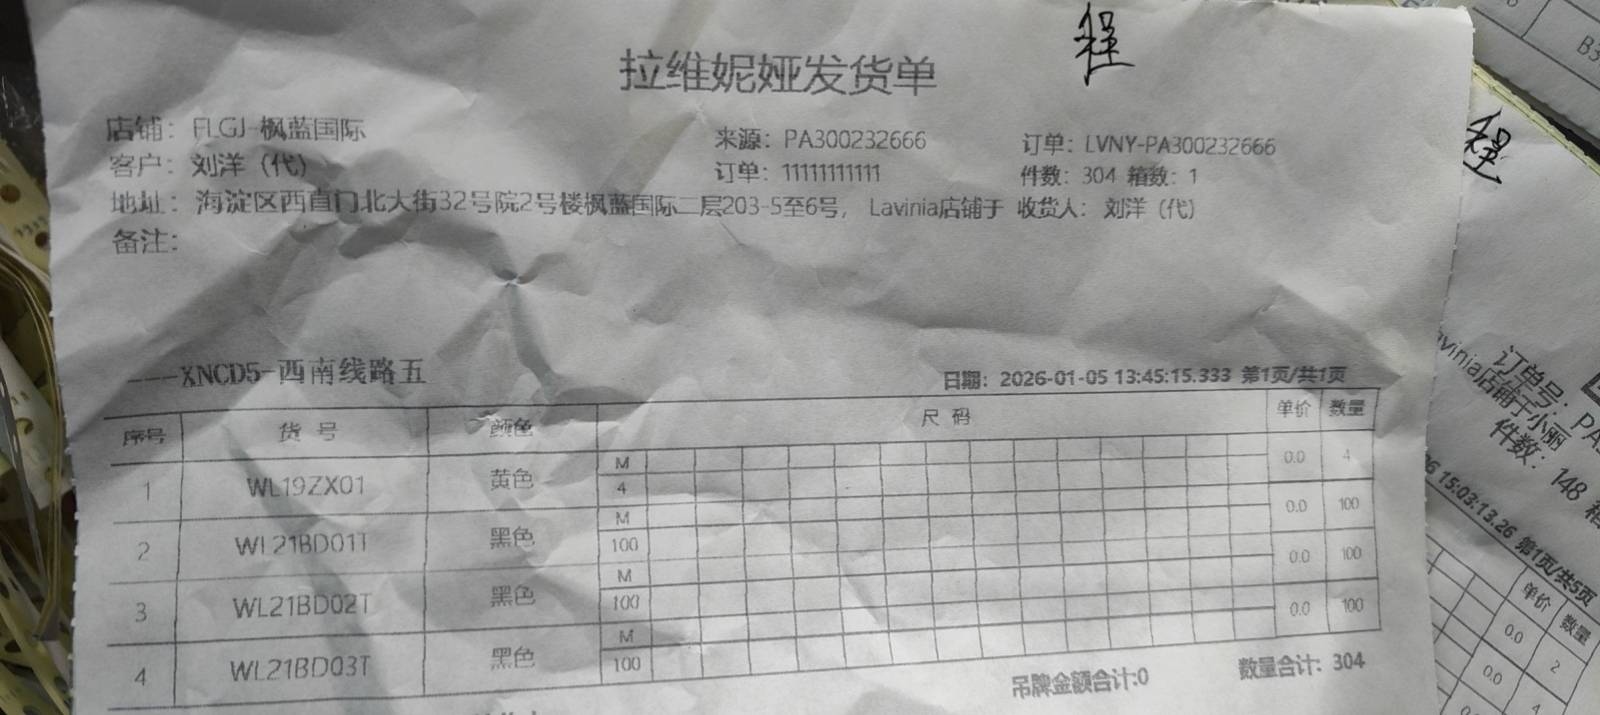 程
拉维妮娅发货单
店铺： FLGJ-枫蓝国际
来源： PA300232666 订单： LVNY-PA300232666
客户： 刘洋（代）
订单： 11111111111 件数： 304 箱数： 1
地址： 海淀区西直门北大街32号院2号楼枫蓝国际二层203-5至6号， Lavinia店铺于 收货人： 刘洋（代）
备注：
---XNCD5-西南线路五
日期： 2026-01-05 13:45:15.333 第1页/共1页
序号 货 号 颜色 尺 码 单价 数量
1 WL19ZX01 黄色 M 4 0.0 4
2 WL21BD01T 黑色 M 100 0.0 100
3 WL21BD02T 黑色 M 100 0.0 100
4 WL21BD03T 黑色 M 100 0.0 100
吊牌金额合计:0 数量合计: 304
程
订单号： PA
Lavinia店铺于小丽
件数： 148 箱
15:03:13.26 第1页/共5页
单价 数量
0.0 2
0.0 4